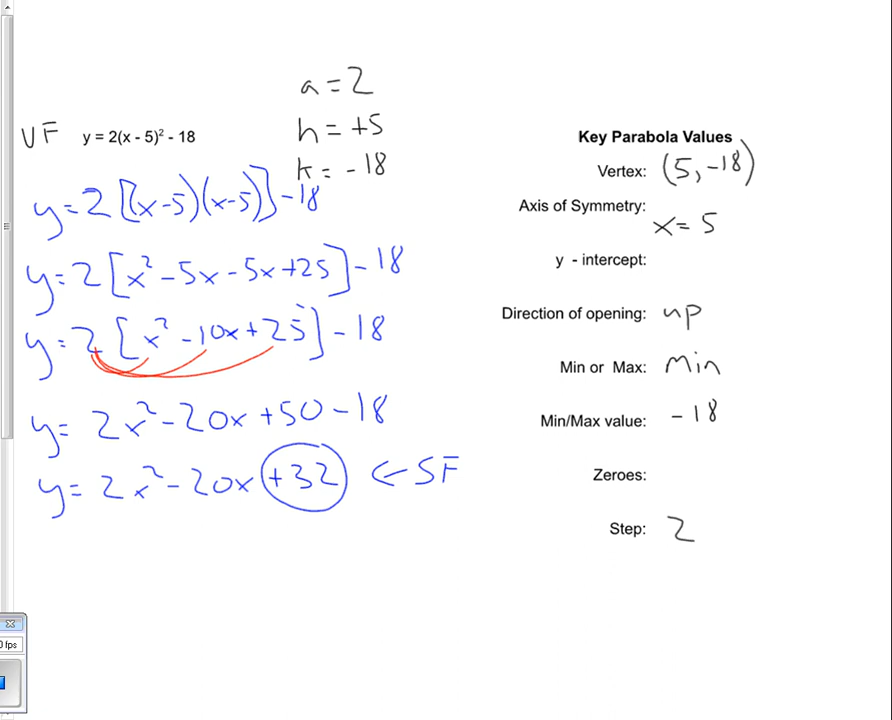 a = 2
h = +5
k = -18
VF y = 2(x - 5)² - 18
y = 2[(x-5)(x-5)] - 18
y = 2[x² - 5x - 5x + 25] - 18
y = 2[x² - 10x + 25] - 18
y = 2x² - 20x + 50 - 18
y = 2x² - 20x + 32 ← SF
Key Parabola Values
Vertex: (5, -18)
Axis of Symmetry:
x = 5
y - intercept:
Direction of opening: up
Min or Max: Min
Min/Max value: -18
Zeroes:
Step: 2
0 fps